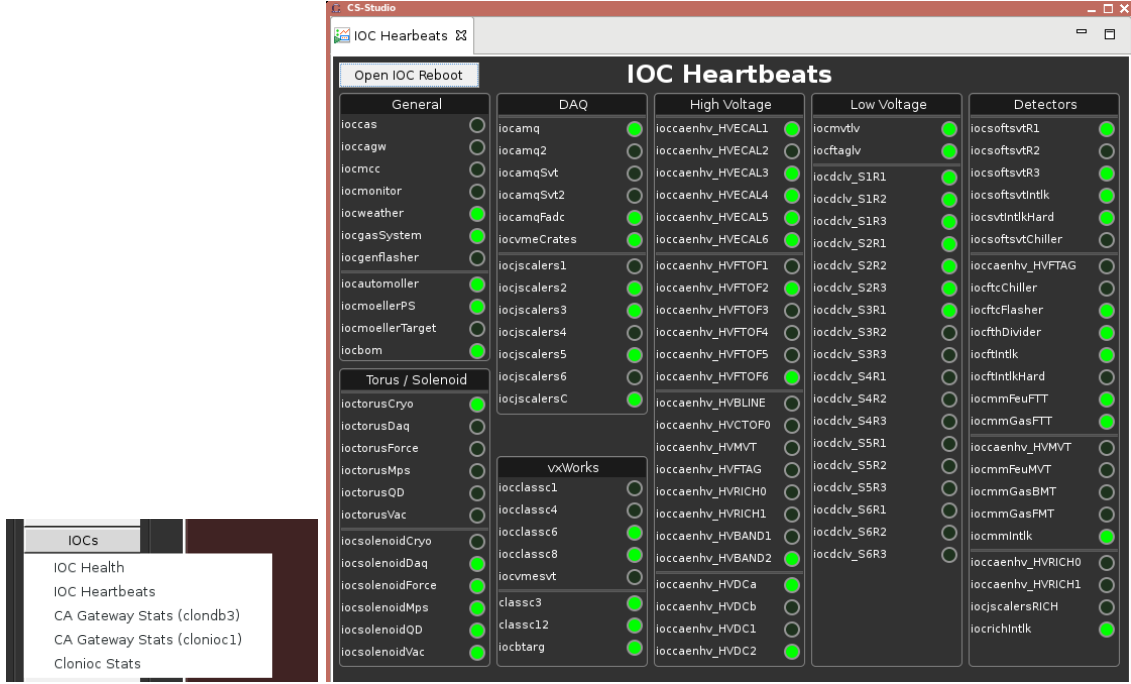 CS-Studio
IOC Hearbeats
Open IOC Reboot
IOC Heartbeats
General
ioccas
ioccagw
iocmcc
iocmonitor
iocweather
iocgasSystem
iocgenflasher
iocautomoller
iocmoellerPS
iocmoellerTarget
iocbom
Torus / Solenoid
ioctorusCryo
ioctorusDaq
ioctorusForce
ioctorusMps
ioctorusQD
ioctorusVac
iocsolenoidCryo
iocsolenoidDaq
iocsolenoidForce
iocsolenoidMps
iocsolenoidQD
iocsolenoidVac
DAQ
iocamq
iocamq2
iocamqSvt
iocamqSvt2
iocamqFadc
iocvmeCrates
iocjscalers1
iocjscalers2
iocjscalers3
iocjscalers4
iocjscalers5
iocjscalers6
iocjscalersC
vxWorks
iocclassc1
iocclassc4
iocclassc6
iocclassc8
iocvmesvt
classc3
classc12
iocbtarg
High Voltage
ioccaenhv_HVECAL1
ioccaenhv_HVECAL2
ioccaenhv_HVECAL3
ioccaenhv_HVECAL4
ioccaenhv_HVECAL5
ioccaenhv_HVECAL6
ioccaenhv_HVFTOF1
ioccaenhv_HVFTOF2
ioccaenhv_HVFTOF3
ioccaenhv_HVFTOF4
ioccaenhv_HVFTOF5
ioccaenhv_HVFTOF6
ioccaenhv_HVBLINE
ioccaenhv_HVCTOF0
ioccaenhv_HVMVT
ioccaenhv_HVFTAG
ioccaenhv_HVRICH0
ioccaenhv_HVRICH1
ioccaenhv_HVBAND1
ioccaenhv_HVBAND2
ioccaenhv_HVDCa
ioccaenhv_HVDCb
ioccaenhv_HVDC1
ioccaenhv_HVDC2
Low Voltage
iocmvtlv
iocftaglv
iocdclv_S1R1
iocdclv_S1R2
iocdclv_S1R3
iocdclv_S2R1
iocdclv_S2R2
iocdclv_S2R3
iocdclv_S3R1
iocdclv_S3R2
iocdclv_S3R3
iocdclv_S4R1
iocdclv_S4R2
iocdclv_S4R3
iocdclv_S5R1
iocdclv_S5R2
iocdclv_S5R3
iocdclv_S6R1
iocdclv_S6R2
iocdclv_S6R3
Detectors
iocsoftsvtR1
iocsoftsvtR2
iocsoftsvtR3
iocsoftsvtIntlk
iocsvtIntlkHard
iocsoftsvtChiller
ioccaenhv_HVFTAG
iocftcChiller
iocftcFlasher
iocfthDivider
iocftIntlk
iocftIntlkHard
iocmmFeuFTT
iocmmGasFTT
ioccaenhv_HVMVT
iocmmFeuMVT
iocmmGasBMT
iocmmGasFMT
iocmmIntlk
ioccaenhv_HVRICH0
ioccaenhv_HVRICH1
iocjscalersRICH
iocrichIntlk
IOCs
IOC Health
IOC Heartbeats
CA Gateway Stats (clondb3)
CA Gateway Stats (clonioc1)
Clonioc Stats